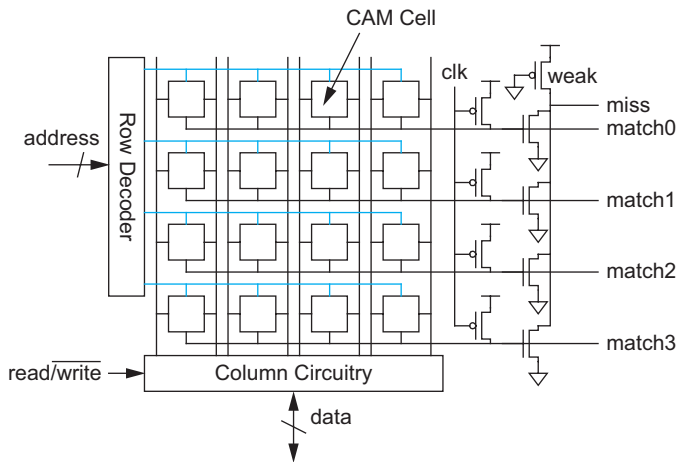 CAM Cell
clk
weak
miss
match0
address
Row Decoder
match1
match2
match3
read/write
Column Circuitry
data